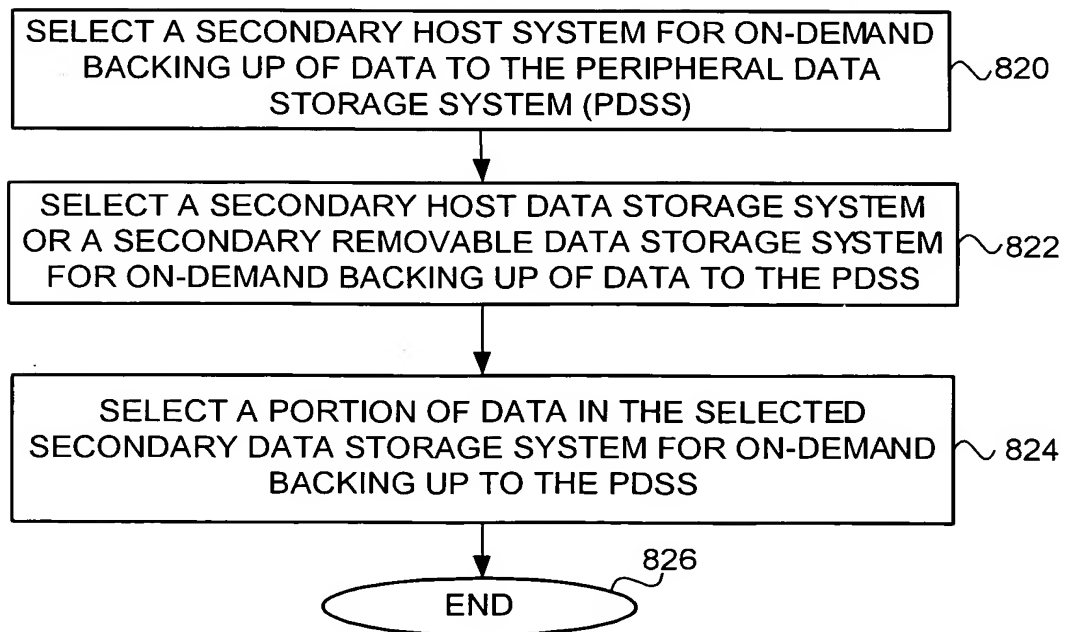 SELECT A SECONDARY HOST SYSTEM FOR ON-DEMAND
BACKING UP OF DATA TO THE PERIPHERAL DATA
STORAGE SYSTEM (PDSS)
820
SELECT A SECONDARY HOST DATA STORAGE SYSTEM
OR A SECONDARY REMOVABLE DATA STORAGE SYSTEM
FOR ON-DEMAND BACKING UP OF DATA TO THE PDSS
822
SELECT A PORTION OF DATA IN THE SELECTED
SECONDARY DATA STORAGE SYSTEM FOR ON-DEMAND
BACKING UP TO THE PDSS
824
826
END